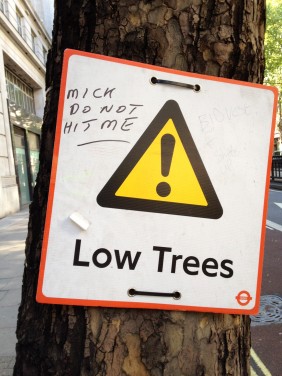 MICK
DO NOT
HIT ME
Low Trees